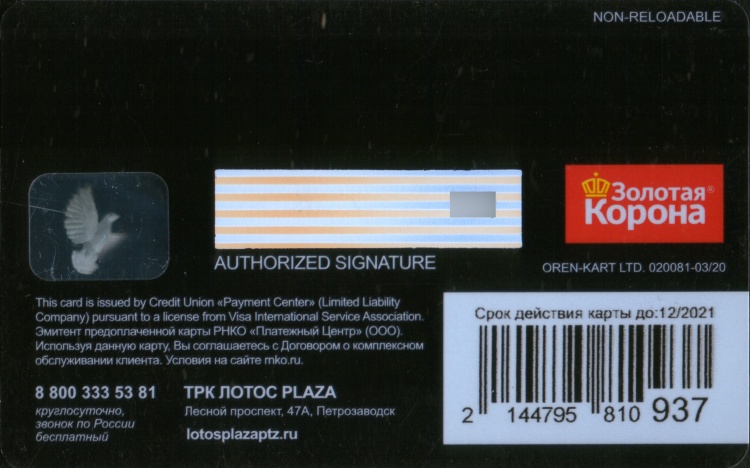 NON-RELOADABLE
Золотая®
Корона
AUTHORIZED SIGNATURE
OREN-KART LTD. 020081-03/20
This card is issued by Credit Union «Payment Center» (Limited Liability
Company) pursuant to a license from Visa International Service Association.
Эмитент предоплаченной карты РНКО «Платежный Центр» (ООО).
Используя данную карту, Вы соглашаетесь с Договором о комплексном
обслуживании клиента. Условия на сайте rnko.ru.
8 800 333 53 81
круглосуточно,
звонок по России
бесплатный
ТРК ЛОТОС PLAZA
Лесной проспект, 47А, Петрозаводск
lotosplazaptz.ru
Срок действия карты до:12/2021
2 144795 810 937